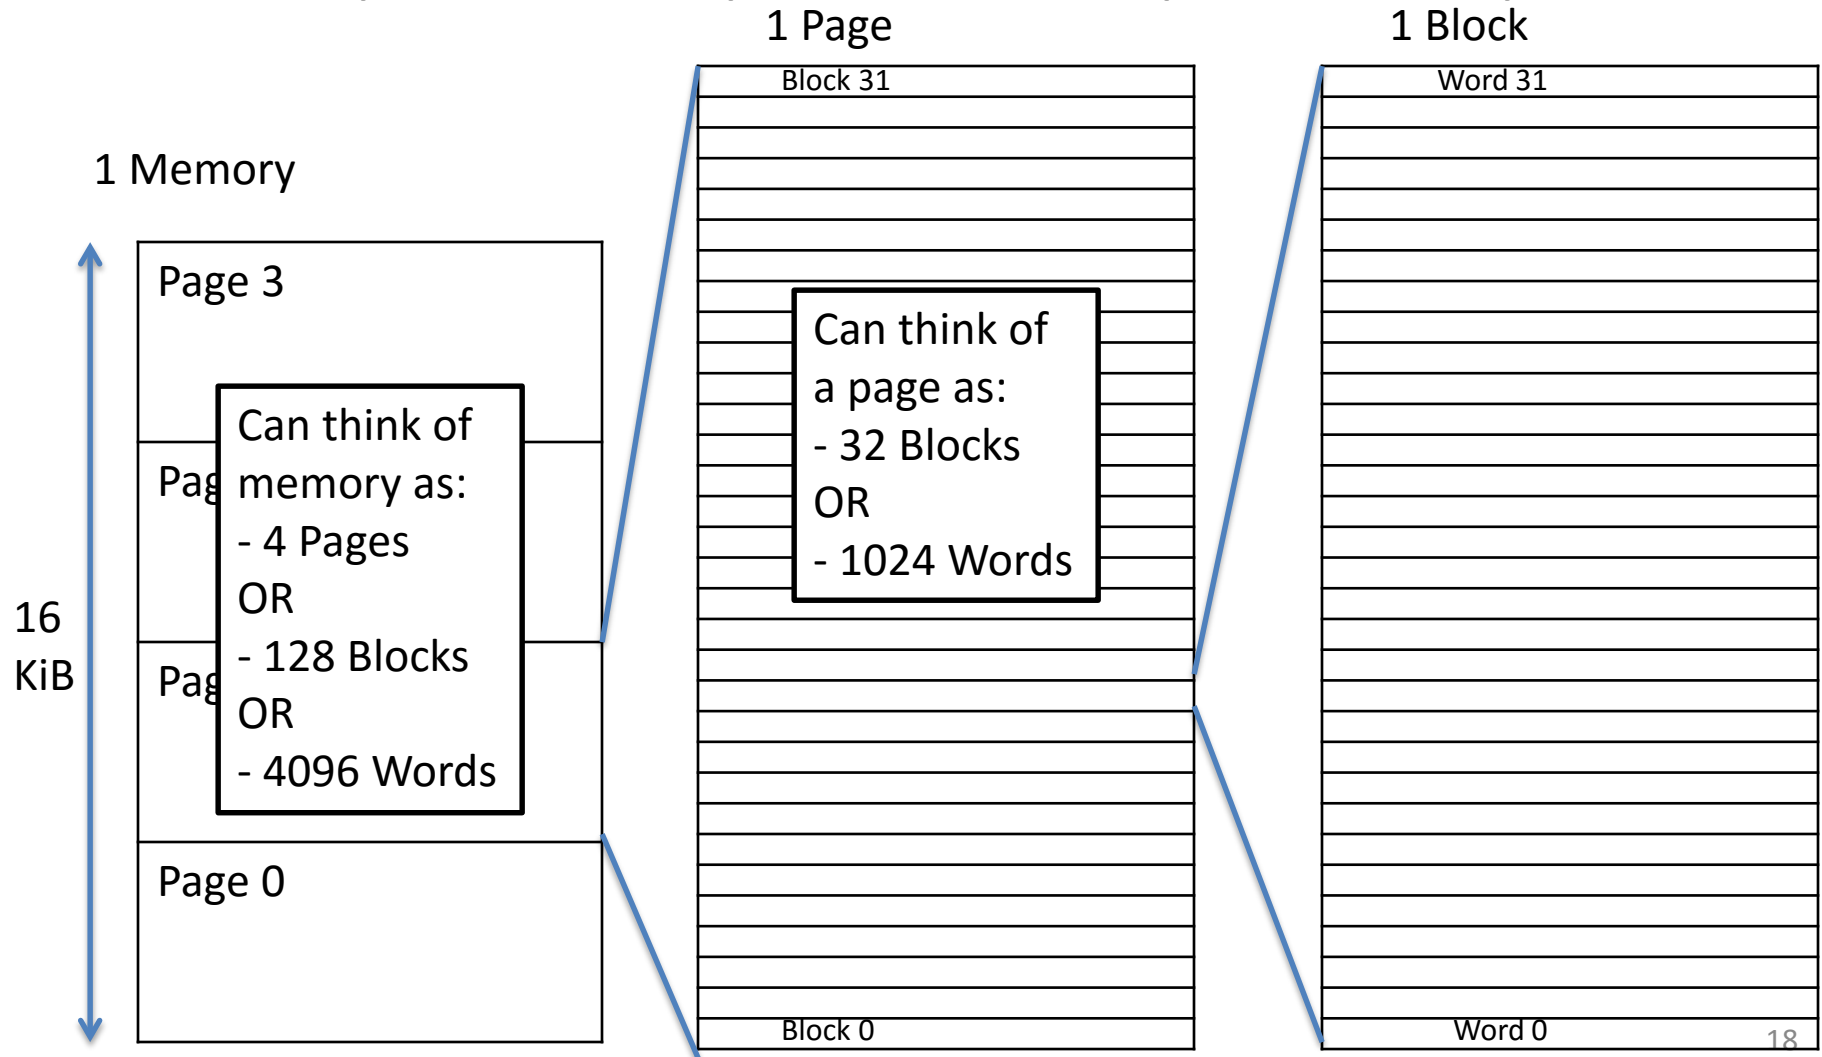 1 Page
1 Block
Block 31
Word 31
1 Memory
Page 3
Can think of
memory as:
- 4 Pages
OR
- 128 Blocks
OR
- 4096 Words
Can think of
a page as:
- 32 Blocks
OR
- 1024 Words
16
KiB
Page 0
Block 0
Word 0
18